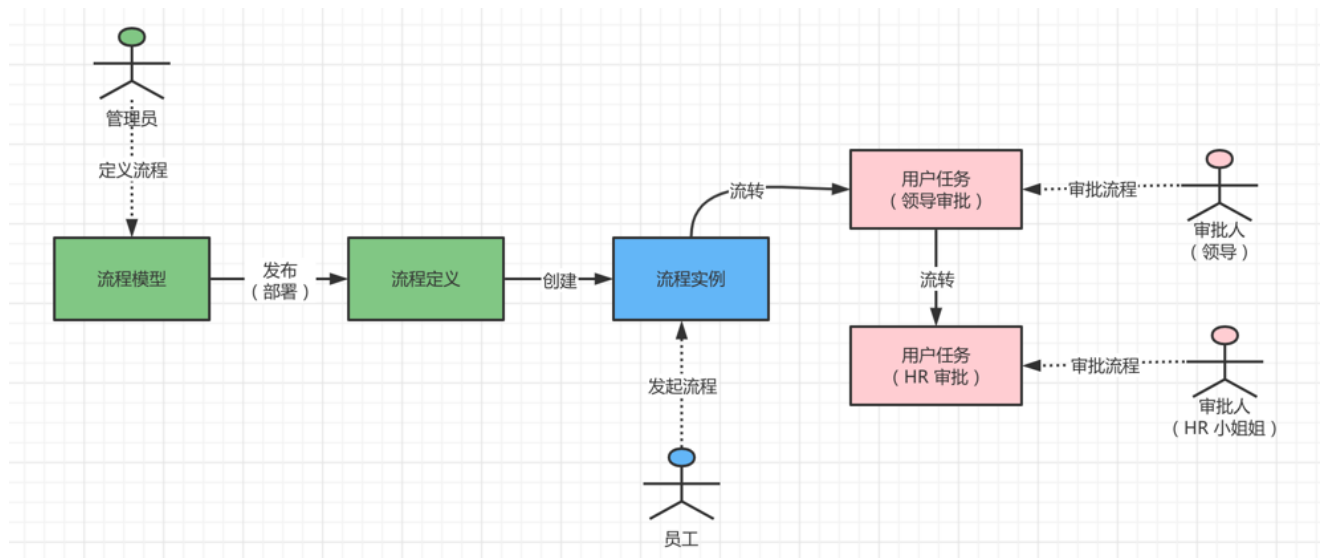 管理员
定义流程
流程模型
发布
（部署）
流程定义
创建
流程实例
发起流程
员工
流转
用户任务
（领导审批）
审批流程
审批人
（领导）
流转
用户任务
（HR 审批）
审批流程
审批人
（HR 小姐姐）